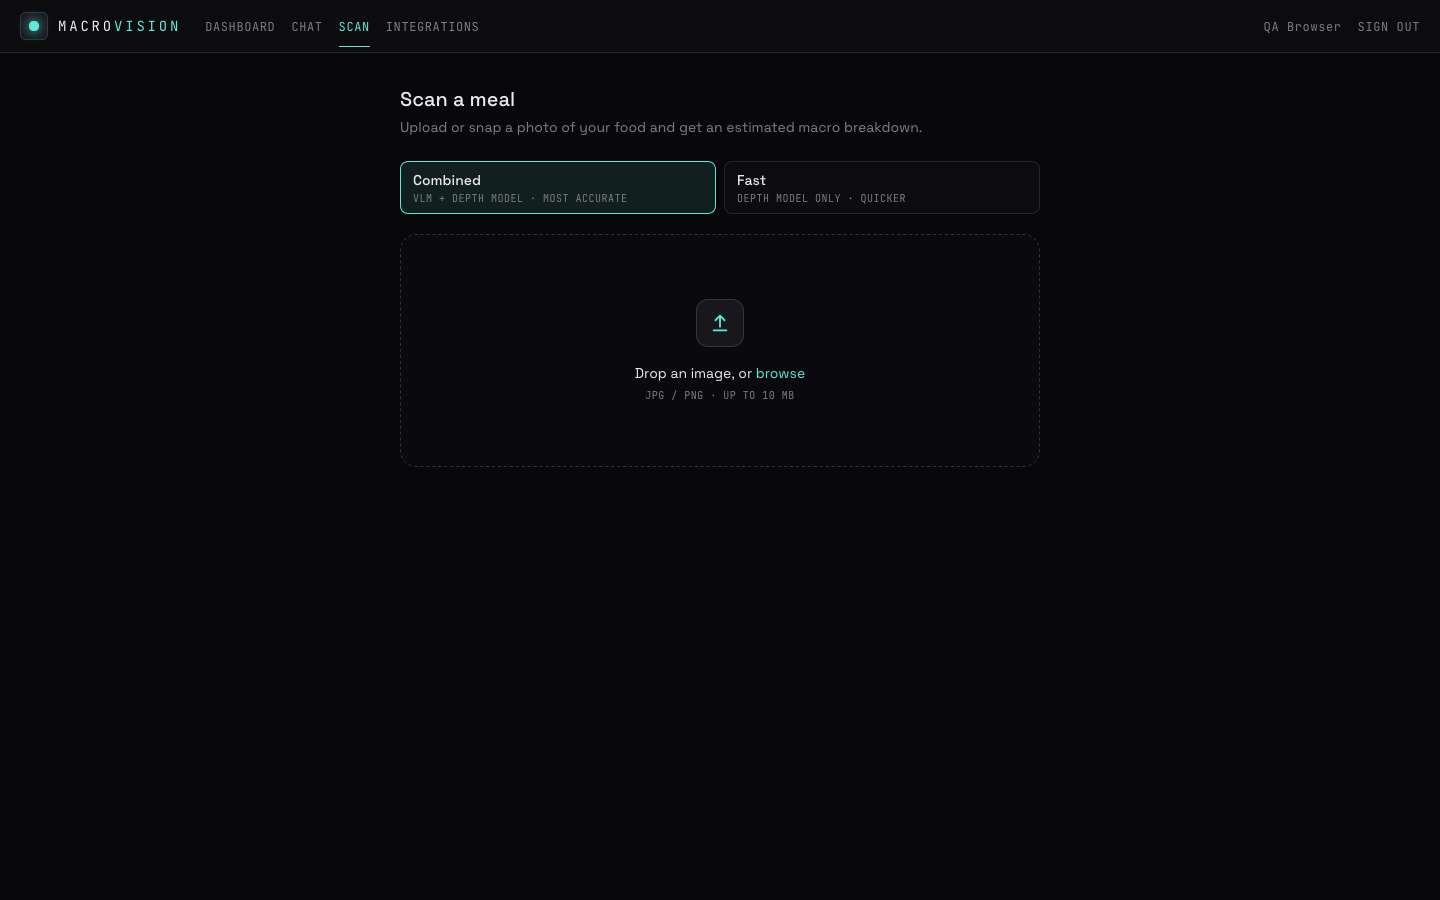 MACROVISION DASHBOARD CHAT SCAN INTEGRATIONS QA Browser SIGN OUT
Scan a meal
Upload or snap a photo of your food and get an estimated macro breakdown.
Combined
VLM + DEPTH MODEL · MOST ACCURATE
Fast
DEPTH MODEL ONLY · QUICKER
Drop an image, or browse
JPG / PNG · UP TO 10 MB